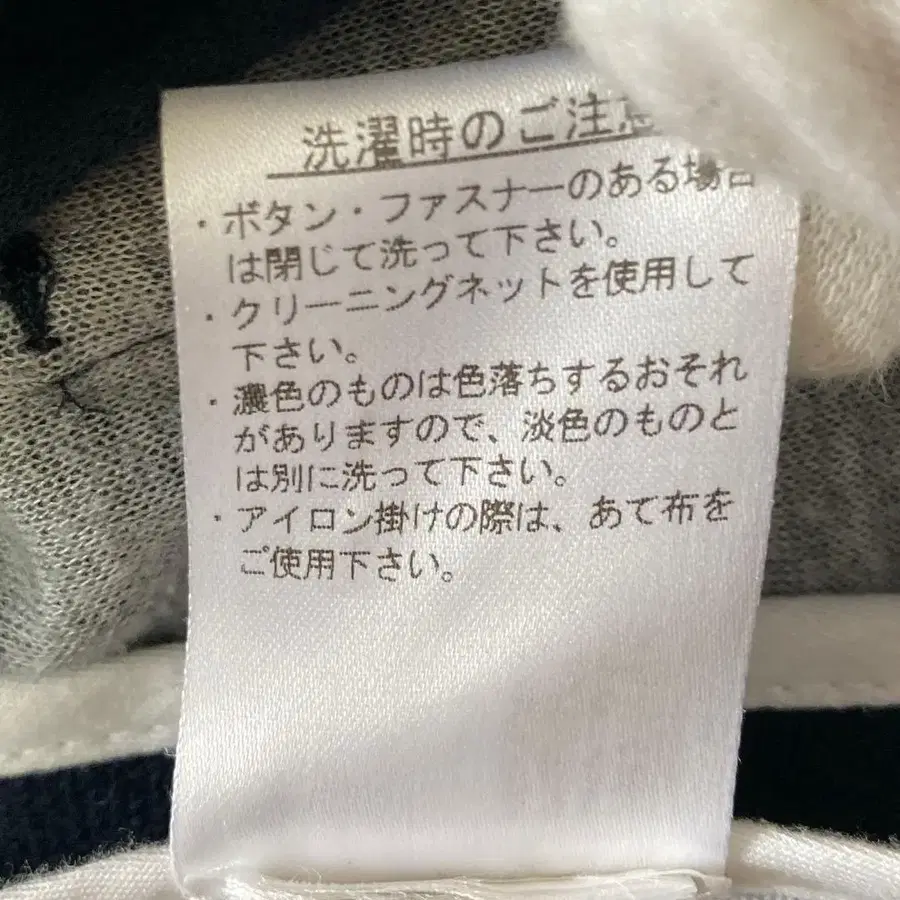 洗濯時のご注意
・ボタン・ファスナーのある場合
は閉じて洗って下さい。
・クリーニングネットを使用して
下さい。
・濃色のものは色落ちするおそれ
がありますので、淡色のものと
は別に洗って下さい。
・アイロン掛けの際は、あて布を
ご使用下さい。